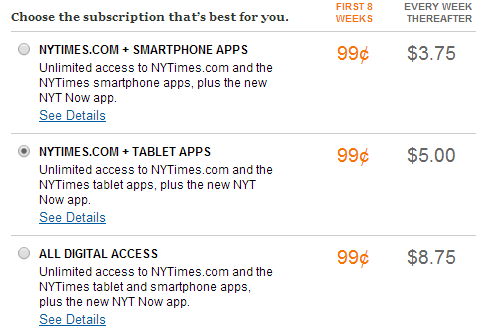 Choose the subscription that's best for you.
FIRST 8 WEEKS
EVERY WEEK THEREAFTER
NYTIMES.COM + SMARTPHONE APPS
99¢
$3.75
Unlimited access to NYTimes.com and the
NYTimes smartphone apps, plus the new
NYT Now app.
See Details
NYTIMES.COM + TABLET APPS
99¢
$5.00
Unlimited access to NYTimes.com and the
NYTimes tablet apps, plus the new NYT
Now app.
See Details
ALL DIGITAL ACCESS
99¢
$8.75
Unlimited access to NYTimes.com and the
NYTimes tablet and smartphone apps,
plus the new NYT Now app.
See Details